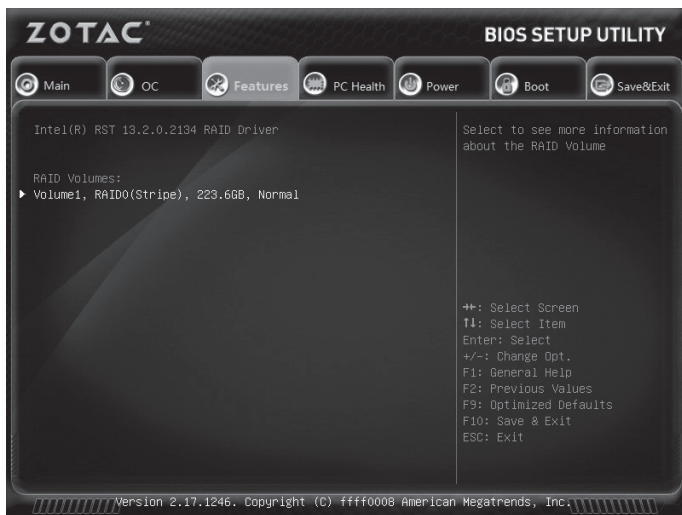 ZOTAC®
BIOS SETUP UTILITY
Main OC Features PC Health Power Boot Save&Exit
Intel(R) RST 13.2.0.2134 RAID Driver
RAID Volumes:
Volume1, RAID0(Stripe), 223.6GB, Normal
Select to see more information
about the RAID Volume
→←: Select Screen
↑↓: Select Item
Enter: Select
+/-: Change Opt.
F1: General Help
F2: Previous Values
F9: Optimized Defaults
F10: Save & Exit
ESC: Exit
Version 2.17.1246. Copyright (C) ffff0008 American Megatrends, Inc.